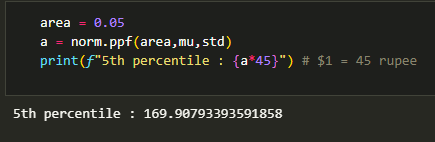 area = 0.05
a = norm.ppf(area,mu,std)
print(f"5th percentile : {a*45}") # $1 = 45 rupee
5th percentile : 169.90793393591858